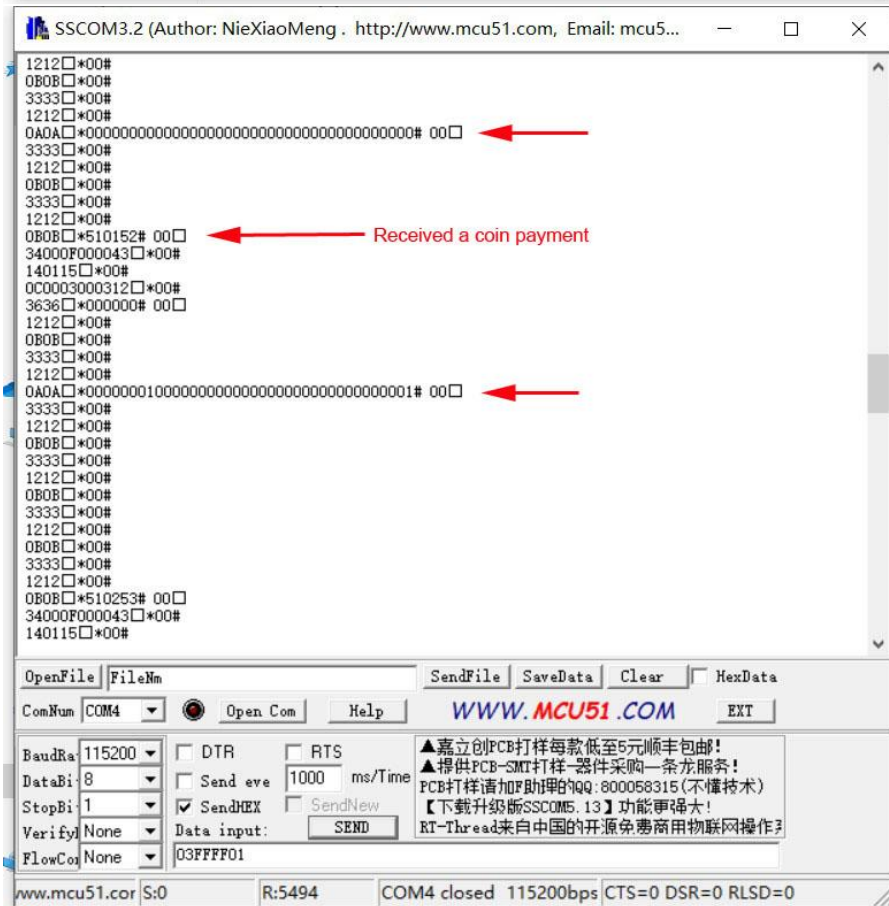 SSCOM3.2 (Author: NieXiaoMeng . http://www.mcu51.com, Email: mcu5...
1212□*00#
0B0B□*00#
3333□*00#
1212□*00#
0A0A□*00000000000000000000000000000000000# 00□
3333□*00#
1212□*00#
0B0B□*00#
3333□*00#
1212□*00#
0B0B□*510152# 00□
Received a coin payment
34000F000043□*00#
140115□*00#
0C0003000312□*00#
3636□*000000# 00□
1212□*00#
0B0B□*00#
3333□*00#
1212□*00#
0A0A□*00000001000000000000000000000000001# 00□
3333□*00#
1212□*00#
0B0B□*00#
3333□*00#
1212□*00#
0B0B□*00#
3333□*00#
1212□*00#
0B0B□*00#
3333□*00#
1212□*00#
0B0B□*510253# 00□
34000F000043□*00#
140115□*00#
OpenFile FileNm SendFile SaveData Clear HexData
ComNum COM4 Open Com Help WWW.MCU51.COM EXT
BaudRa 115200 DTR RTS
DataBi 8 Send eve 1000 ms/Time
StopBi 1 SendHEX SendNew
Verifyl None Data input: SEND
FlowCo None 03FFFF01
▲嘉立创PCB打样每款低至5元顺丰包邮!
▲提供PCB-SMT打样-器件采购一条龙服务!
PCB打样请加F助理的QQ:800058315(不懂技术)
【下载升级版SSCOM5.13】功能更强大!
RT-Thread来自中国的开源免费商用物联网操作
www.mcu51.cor S:0 R:5494 COM4 closed 115200bps CTS=0 DSR=0 RLSD=0